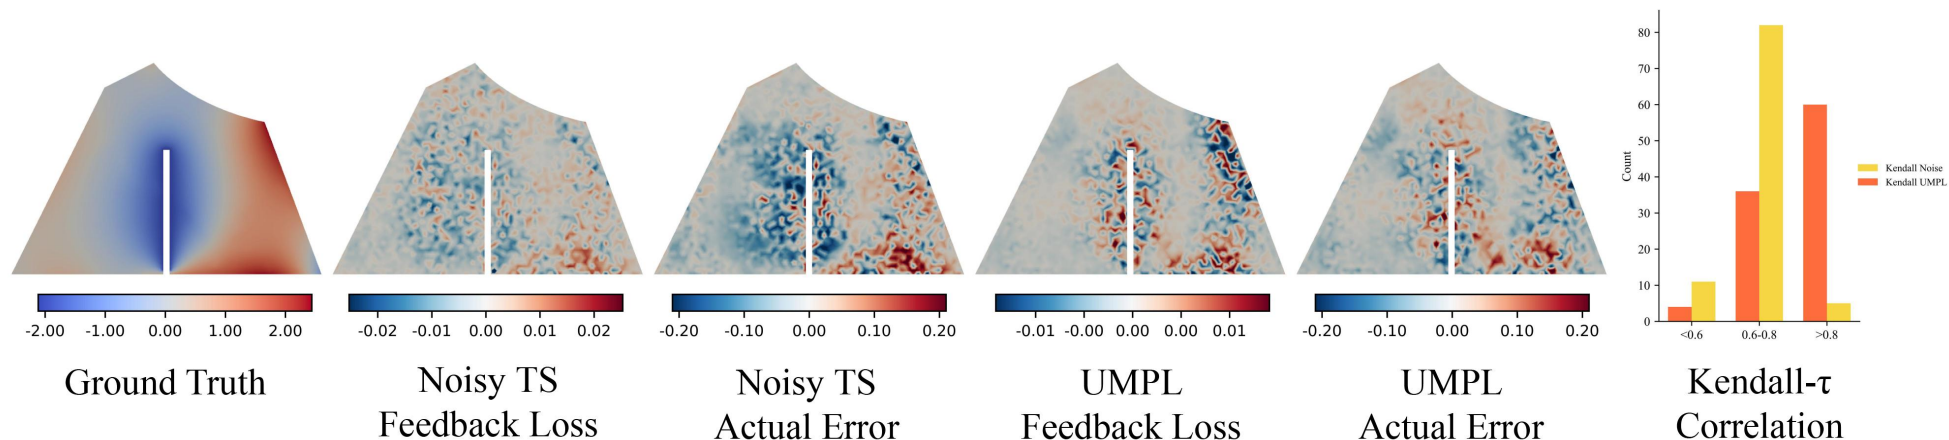 -2.00 -1.00 0.00 1.00 2.00
Ground Truth
-0.02 -0.01 0.00 0.01 0.02
Noisy TS
Feedback Loss
-0.20 -0.10 0.00 0.10 0.20
Noisy TS
Actual Error
-0.01 -0.00 0.00 0.00 0.01
UMPL
Feedback Loss
-0.20 -0.10 0.00 0.10 0.20
UMPL
Actual Error
Count
80
70
60
50
40
30
20
10
0
<0.6 0.6-0.8 >0.8
Kendall Noise
Kendall UMPL
Kendall-τ
Correlation